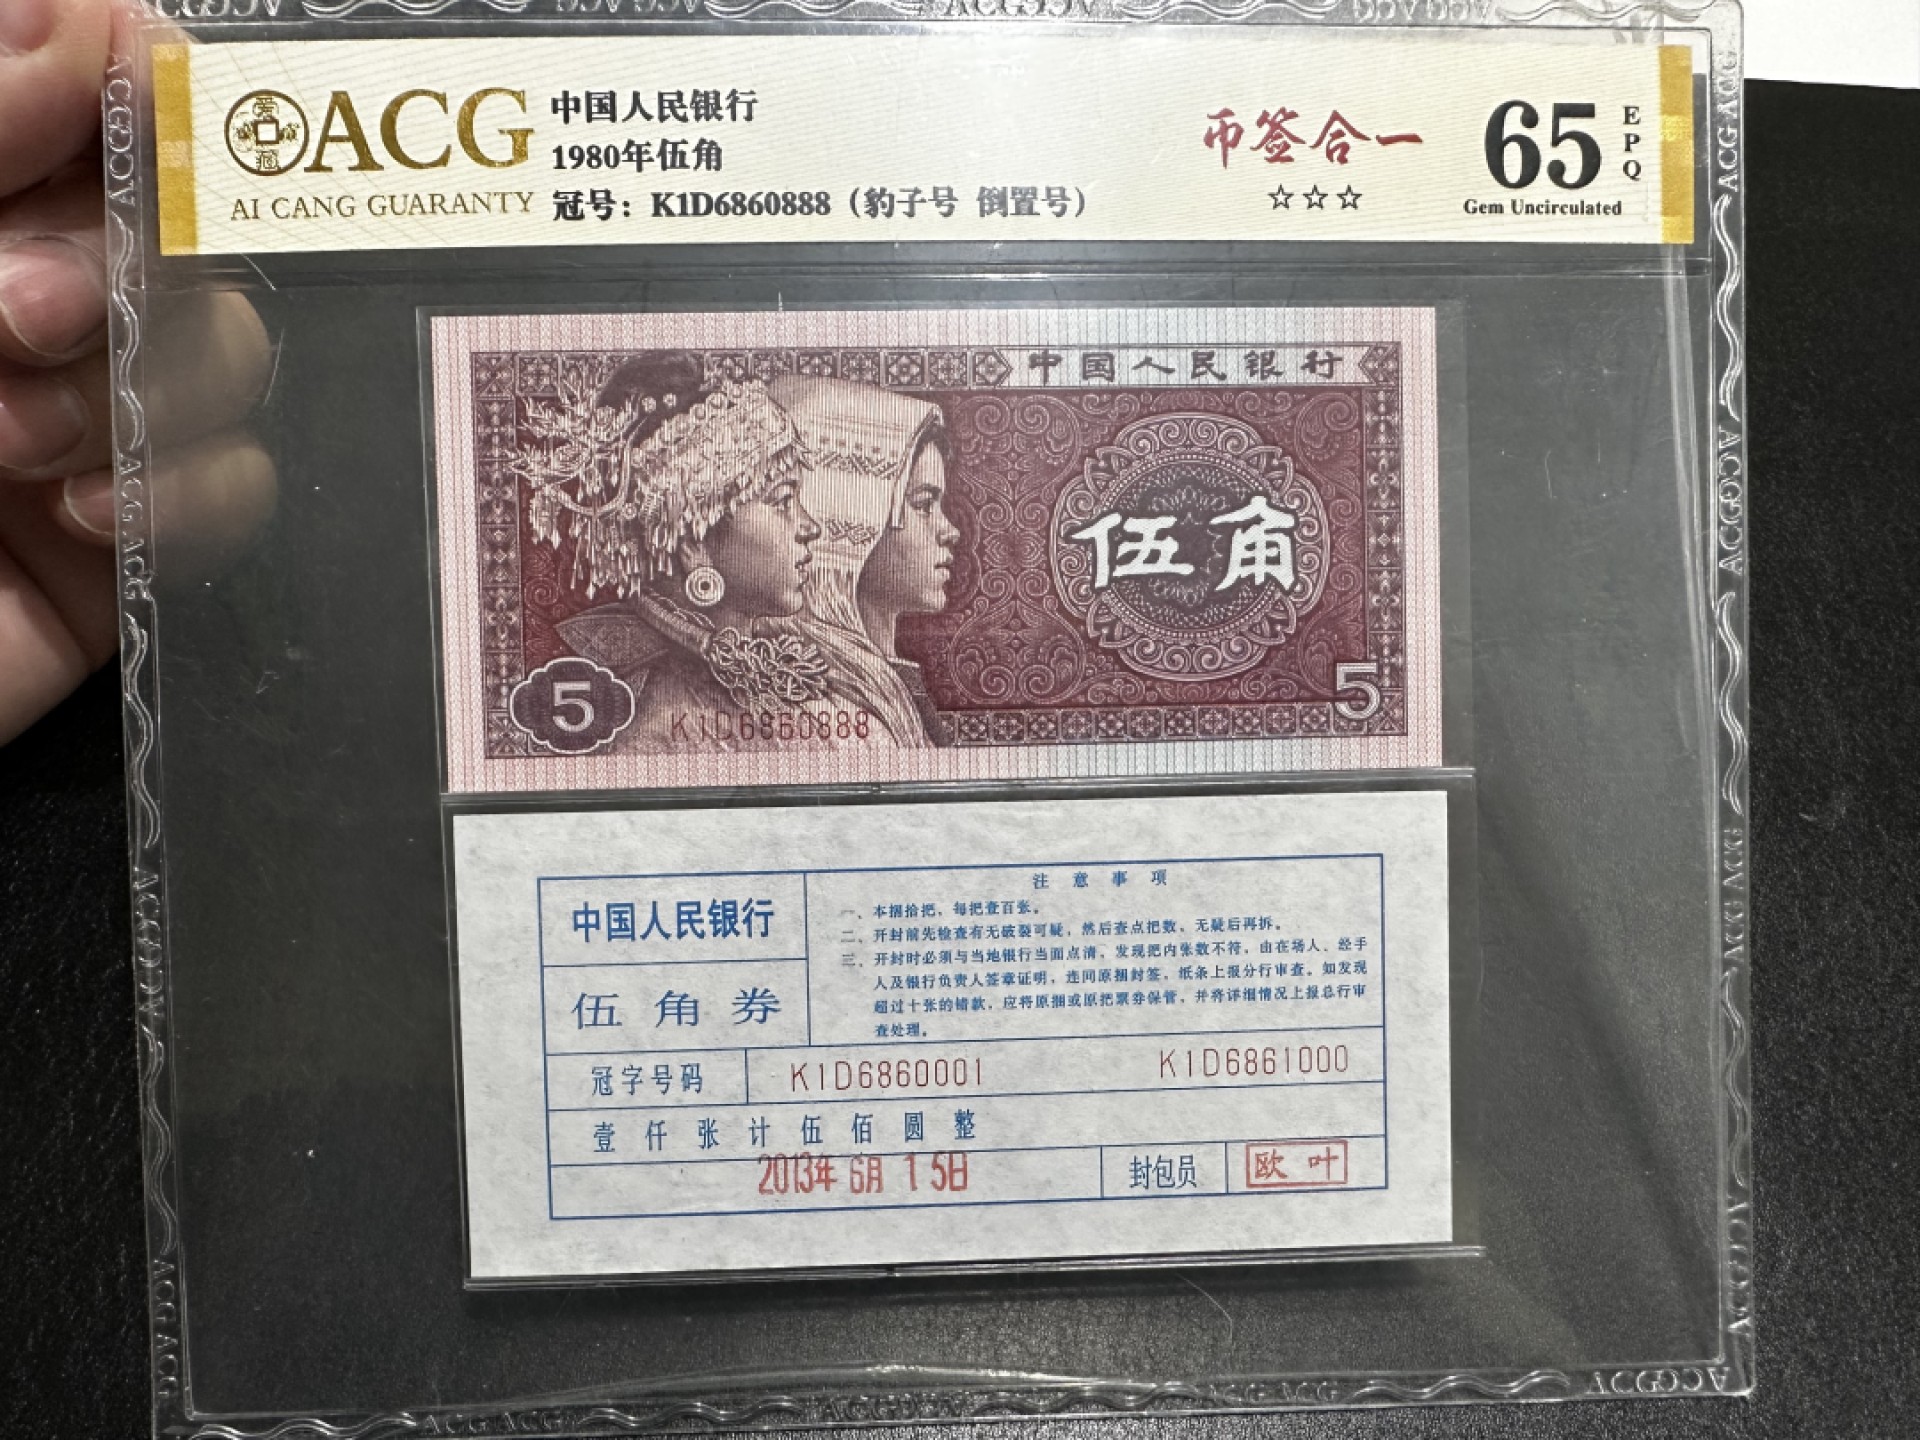 ACG
AI CANG GUARANTY
中国人民银行
1980年伍角
冠号：K1D6860888（豹子号 倒置号）
币签合一
☆☆☆
65
EPQ
Gem Uncirculated
中国人民银行
伍角
5
5
K1D6860888
中国人民银行
伍角券
注意事项
一、本捆拾把，每把壹百张。
二、开封前先检查有无破裂可疑，然后查点把数、无疑后再拆。
三、开封时必须与当地银行当面点清，发现把内张数不符，由在场人、经手
人及银行负责人签章证明，连同原捆封签，纸条上报分行审查。如发现
超过十张的错款，应将原捆或原把票券保管，并将详细情况上报总行审
查处理。
冠字号码
K1D6860001 K1D6861000
壹仟张计伍佰圆整
2013年6月15日
封包员
欧叶